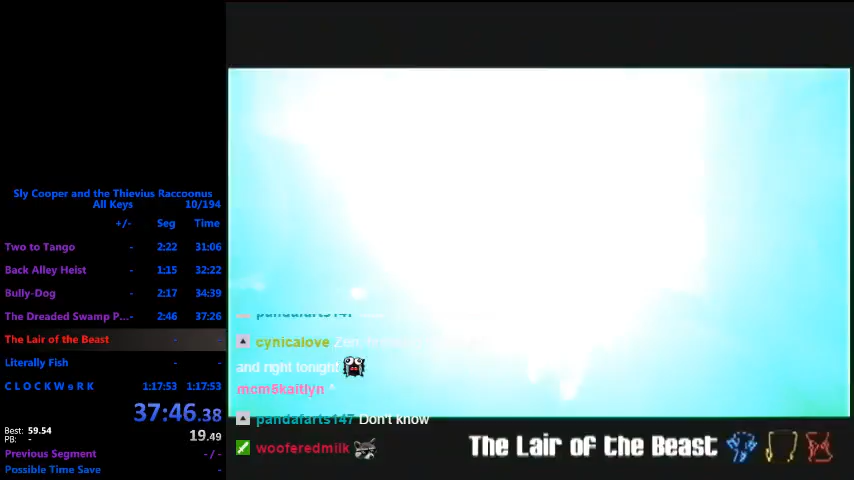 Sly Cooper and the Thievius Raccoonus
All Keys 10/194
+/- Seg Time
Two to Tango - 2:22 31:06
Back Alley Heist - 1:15 32:22
Bully-Dog - 2:17 34:39
The Dreaded Swamp P...- 2:46 37:26
The Lair of the Beast - -
Literally Fish - -
C L O C K W e R K 1:17:53 1:17:53
37:46.38
Best: 59.54
PB: -
19.49
Previous Segment - / -
Possible Time Save -
pandafarts147
cynicalove Zen,
and right tonight
mcm5kaitlyn ^
pandafarts147 Don't know
wooferedmilk
The Lair of the Beast